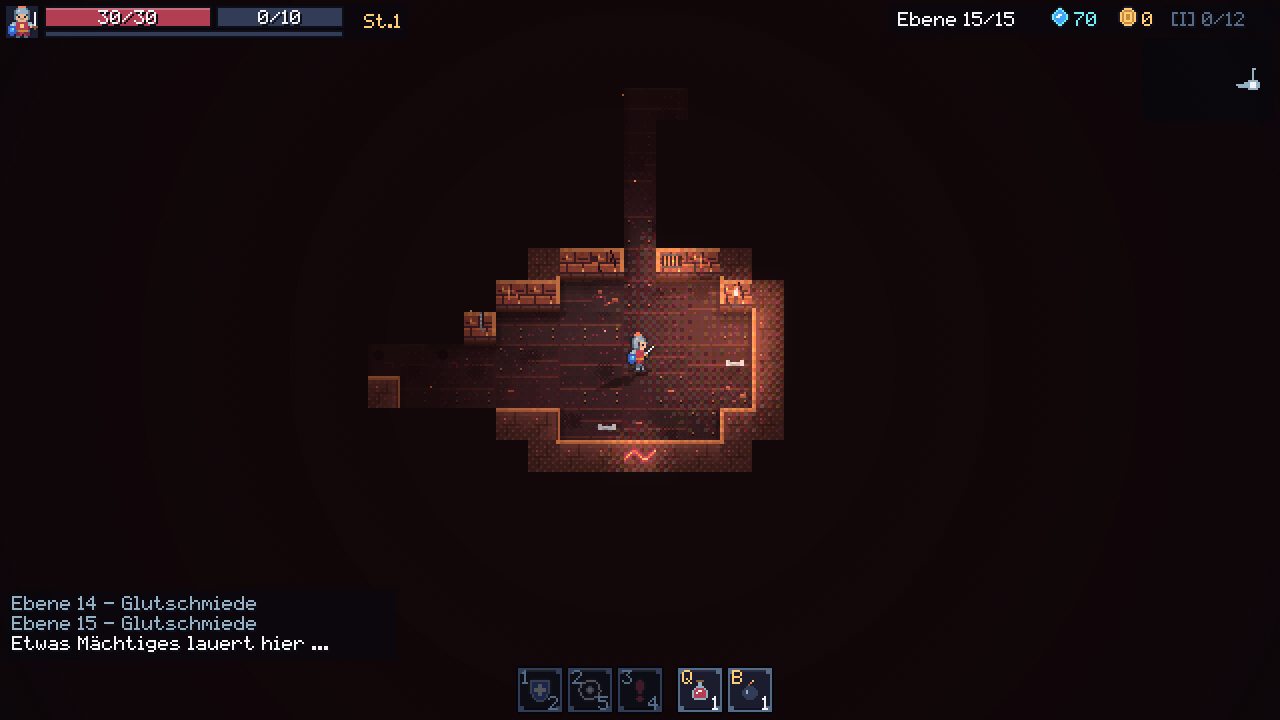 30/30 0/10 St.1 Ebene 15/15 70 0 [I] 0/12
Ebene 14 - Glutschmiede
Ebene 15 - Glutschmiede
Etwas Mächtiges lauert hier ...
1 2 2 5 3 4 Q 1 B 1